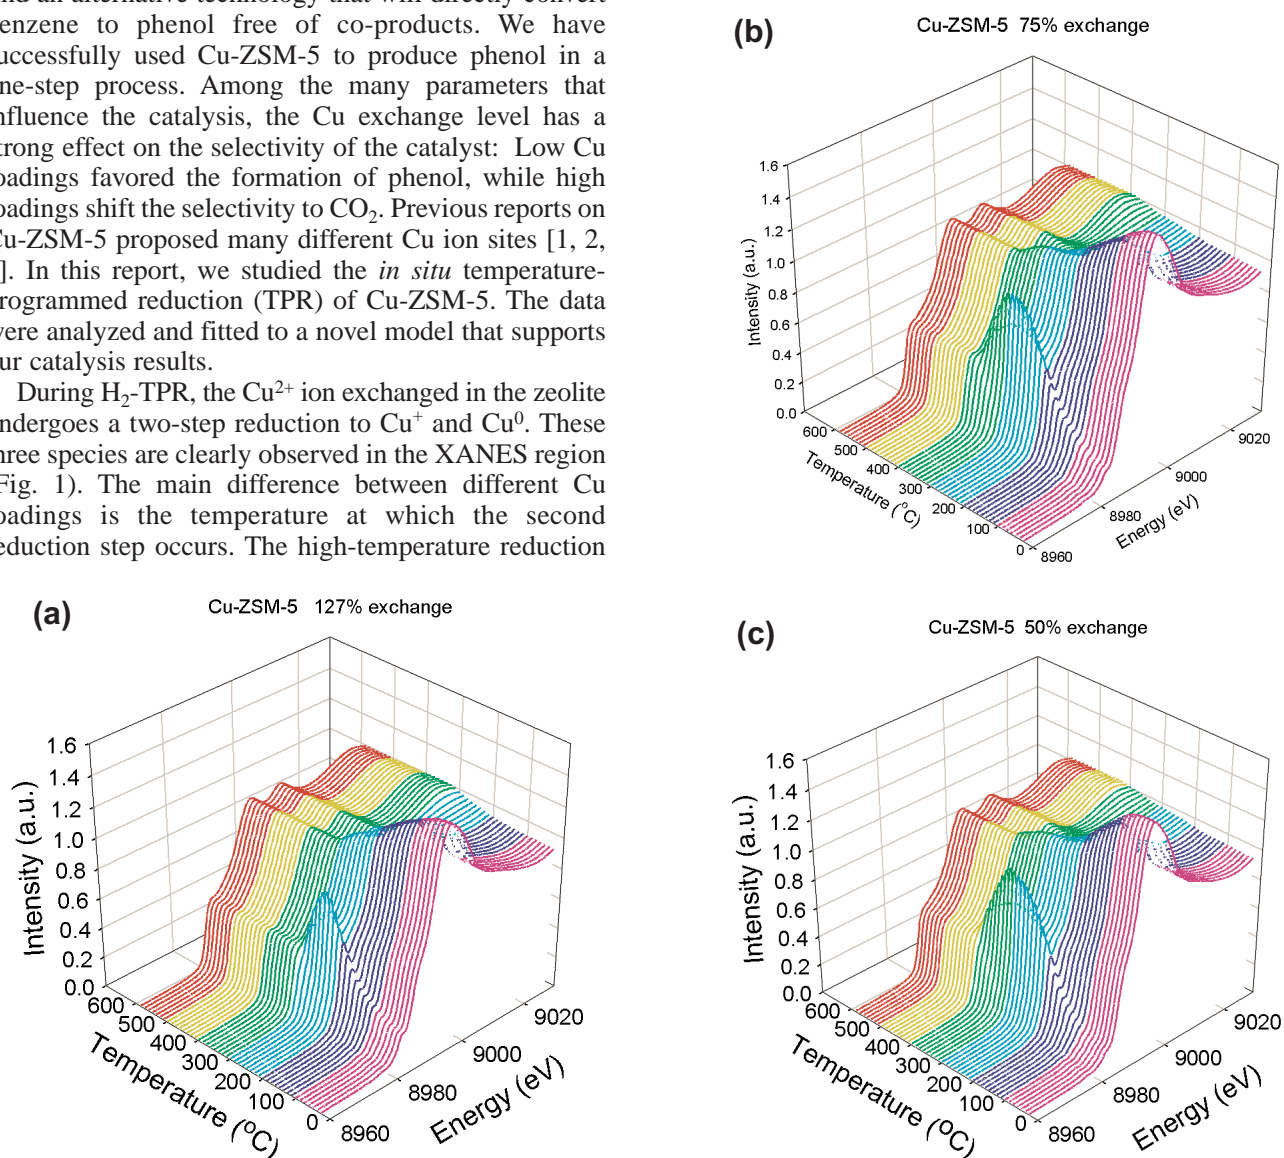 an alternative technology that will directly convert
enzene to phenol free of co-products. We have
uccessfully used Cu-ZSM-5 to produce phenol in a
ne-step process. Among the many parameters that
nfluence the catalysis, the Cu exchange level has a
trong effect on the selectivity of the catalyst: Low Cu
oadings favored the formation of phenol, while high
oadings shift the selectivity to CO₂. Previous reports on
Cu-ZSM-5 proposed many different Cu ion sites [1, 2,
]. In this report, we studied the in situ temperature-
rogrammed reduction (TPR) of Cu-ZSM-5. The data
were analyzed and fitted to a novel model that supports
ur catalysis results.
During H₂-TPR, the Cu²⁺ ion exchanged in the zeolite
ndergoes a two-step reduction to Cu⁺ and Cu⁰. These
hree species are clearly observed in the XANES region
Fig. 1). The main difference between different Cu
oadings is the temperature at which the second
eduction step occurs. The high-temperature reduction
(b)
Cu-ZSM-5 75% exchange
1.6
1.4
1.2
1.0
0.8
0.6
0.4
0.2
0.0
Intensity (a.u.)
600
500
400
300
200
100
0
Temperature (°C)
8960
8980
9000
9020
Energy (eV)
(a)
Cu-ZSM-5 127% exchange
1.6
1.4
1.2
1.0
0.8
0.6
0.4
0.2
0.0
Intensity (a.u.)
600
500
400
300
200
100
0
Temperature (°C)
8960
8980
9000
9020
Energy (eV)
(c)
Cu-ZSM-5 50% exchange
1.6
1.4
1.2
1.0
0.8
0.6
0.4
0.2
0.0
Intensity (a.u.)
600
500
400
300
200
100
0
Temperature (°C)
8960
8980
9000
9020
Energy (eV)